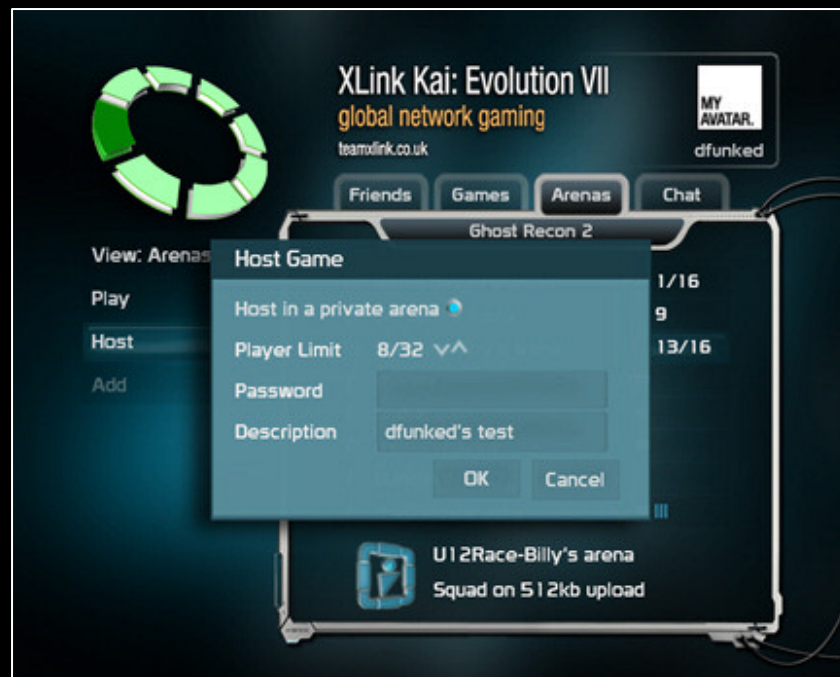 XLink Kai: Evolution VII
global network gaming
teamxlink.co.uk
MY
AVATAR.
dfunked
Friends Games Arenas Chat
Ghost Recon 2
View: Arenas
Play
Host
Add
Host Game
Host in a private arena
Player Limit 8/32
Password
Description dfunked's test
OK Cancel
1/16
9
13/16
U12Race-Billy's arena
Squad on 512kb upload